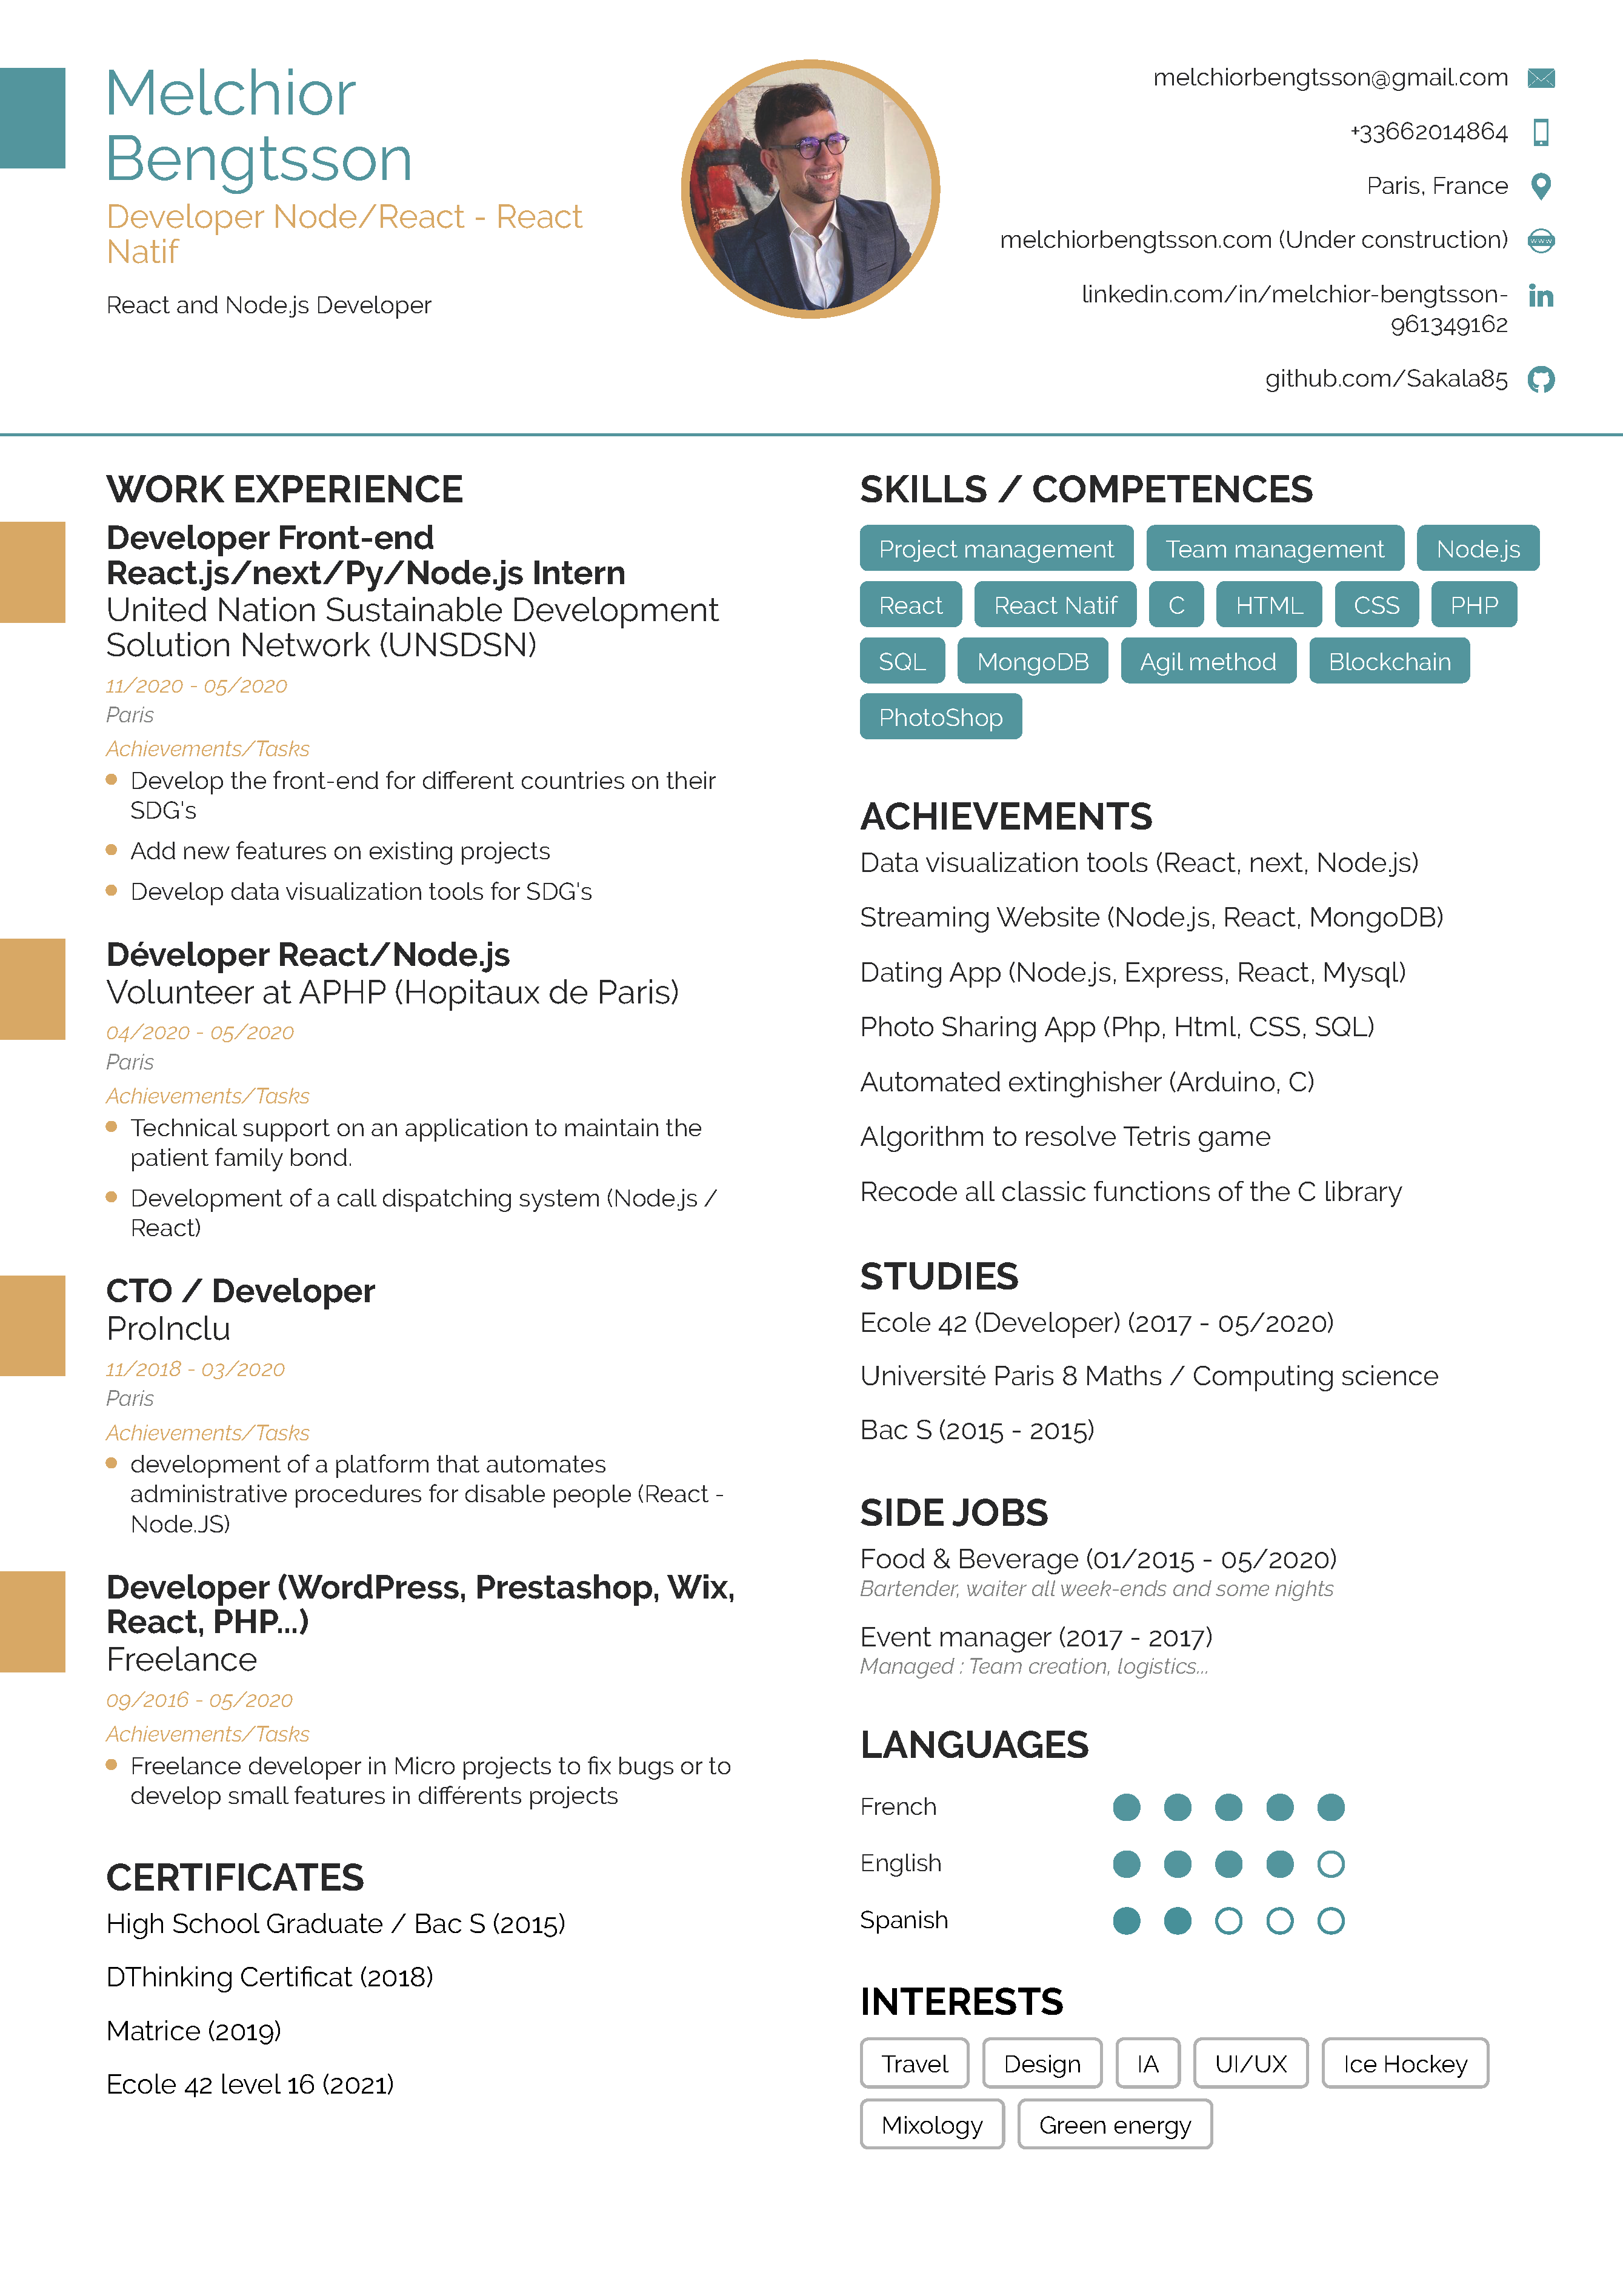 Melchior
Bengtsson
Developer Node/React - React
Natif
React and Node.js Developer
melchiorbengtsson@gmail.com
+33662014864
Paris, France
melchiorbengtsson.com (Under construction)
www
linkedin.com/in/melchior-bengtsson-
961349162
github.com/Sakala85
WORK EXPERIENCE
Developer Front-end
React.js/next/Py/Node.js Intern
United Nation Sustainable Development
Solution Network (UNSDSN)
11/2020 - 05/2020
Paris
Achievements/Tasks
Develop the front-end for different countries on their
SDG's
Add new features on existing projects
Develop data visualization tools for SDG's
Déveloper React/Node.js
Volunteer at APHP (Hopitaux de Paris)
04/2020 - 05/2020
Paris
Achievements/Tasks
Technical support on an application to maintain the
patient family bond.
Development of a call dispatching system (Node.js /
React)
CTO / Developer
ProInclu
11/2018 - 03/2020
Paris
Achievements/Tasks
development of a platform that automates
administrative procedures for disable people (React -
Node.JS)
Developer (WordPress, Prestashop, Wix,
React, PHP...)
Freelance
09/2016 - 05/2020
Achievements/Tasks
Freelance developer in Micro projects to fix bugs or to
develop small features in différents projects
CERTIFICATES
High School Graduate / Bac S (2015)
DThinking Certificat (2018)
Matrice (2019)
Ecole 42 level 16 (2021)
SKILLS / COMPETENCES
Project management Team management Node.js
React React Natif C HTML CSS PHP
SQL MongoDB Agil method Blockchain
PhotoShop
ACHIEVEMENTS
Data visualization tools (React, next, Node.js)
Streaming Website (Node.js, React, MongoDB)
Dating App (Node.js, Express, React, Mysql)
Photo Sharing App (Php, Html, CSS, SQL)
Automated extinghisher (Arduino, C)
Algorithm to resolve Tetris game
Recode all classic functions of the C library
STUDIES
Ecole 42 (Developer) (2017 - 05/2020)
Université Paris 8 Maths / Computing science
Bac S (2015 - 2015)
SIDE JOBS
Food & Beverage (01/2015 - 05/2020)
Bartender, waiter all week-ends and some nights
Event manager (2017 - 2017)
Managed : Team creation, logistics...
LANGUAGES
French
English
Spanish
INTERESTS
Travel Design IA UI/UX Ice Hockey
Mixology Green energy